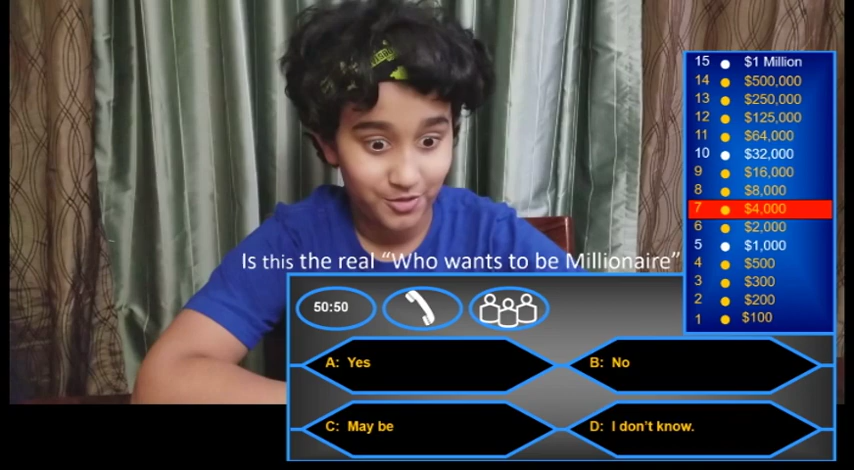 15 $1 Million
14 $500,000
13 $250,000
12 $125,000
11 $64,000
10 $32,000
9 $16,000
8 $8,000
7 $4,000
6 $2,000
5 $1,000
4 $500
3 $300
2 $200
1 $100
Is this the real “Who wants to be Millionaire”
50:50
A: Yes
B: No
C: May be
D: I don’t know.